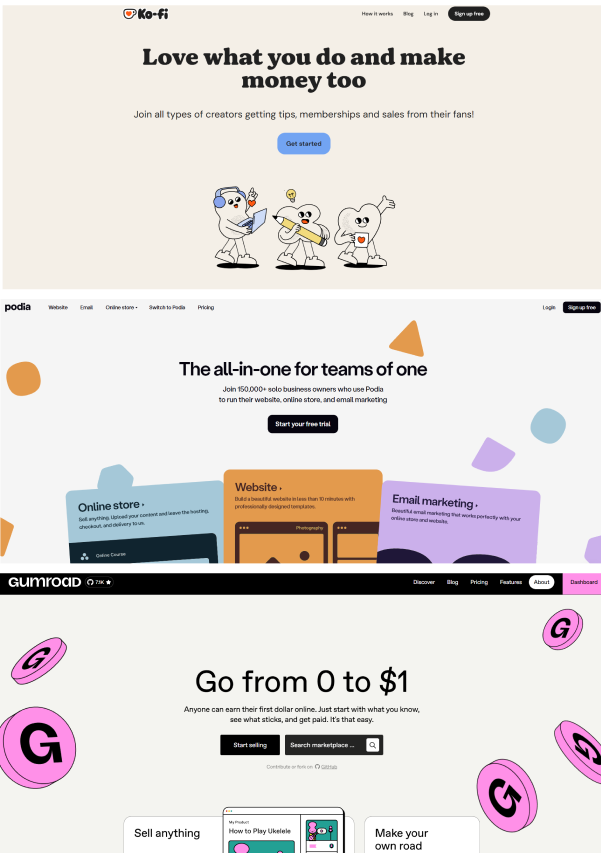 Ko-fi
How it works Blog Log in Sign up free
Love what you do and make
money too
Join all types of creators getting tips, memberships and sales from their fans!
Get started
podia
Website Email Online store Switch to Podia Pricing
Login Sign up free
The all-in-one for teams of one
Join 150,000+ solo business owners who use Podia
to run their website, online store, and email marketing
Start your free trial
Online store
Sell anything. Upload your content and leave the hosting,
checkout, and delivery to us.
Online Course
Website
Build a beautiful website in less than 10 minutes with
professionally designed templates.
Photography
Email marketing
Beautiful email marketing that works perfectly with your
online store and website.
GUMROAD 7.1K
Discover Blog Pricing Features About Dashboard
G
G
G
G
G
Go from 0 to $1
Anyone can earn their first dollar online. Just start with what you know,
see what sticks, and get paid. It's that easy.
Start selling
Search marketplace ...
Contribute or fork on GitHub
Sell anything
My Product
How to Play Ukelele
Make your
own road